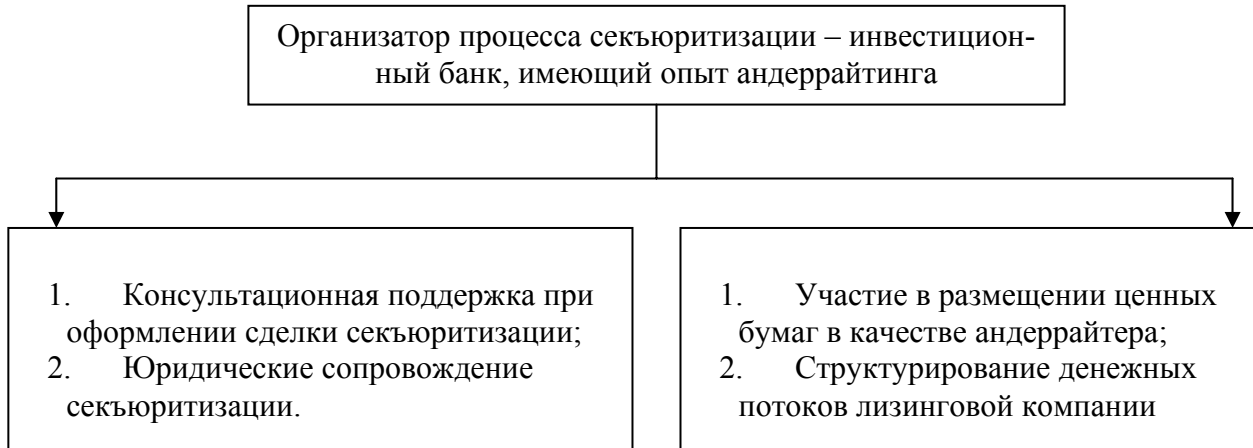 Организатор процесса секъюритизации – инвестицион-
ный банк, имеющий опыт андеррайтинга
1. Консультационная поддержка при
оформлении сделки секъюритизации;
2. Юридические сопровождение
секъюритизации.
1. Участие в размещении ценных
бумаг в качестве андеррайтера;
2. Структурирование денежных
потоков лизинговой компании